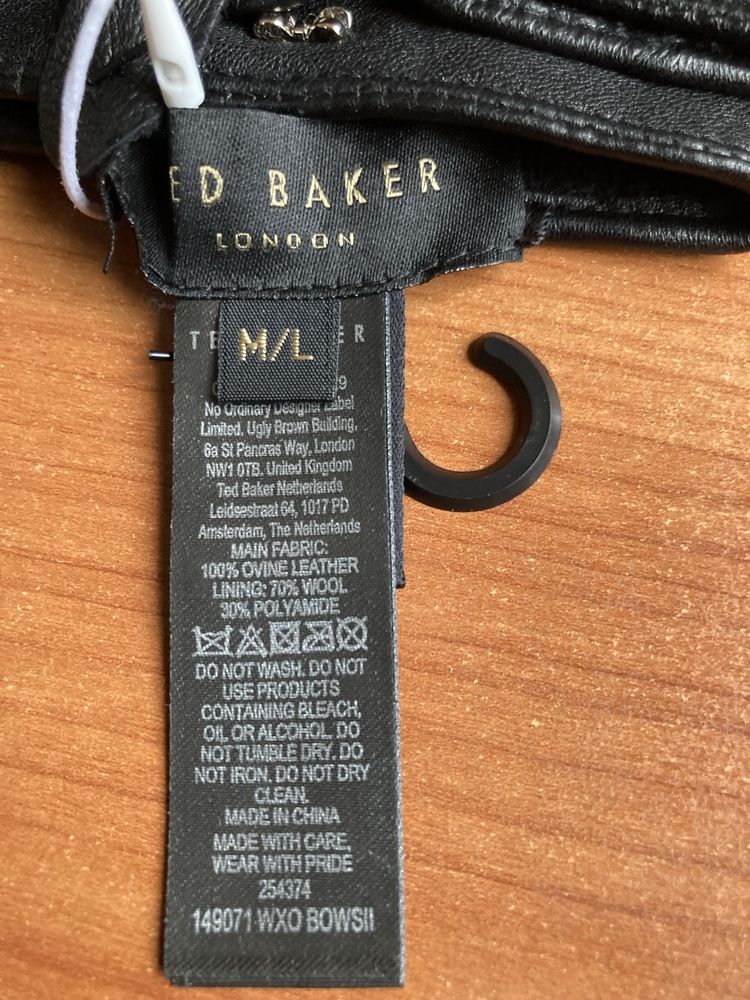 ED BAKER
LONDON
M/L
No Ordinary Designer Label
Limited. Ugly Brown Building.
6a St Pancras Way, London
NW1 0TB. United Kingdom
Ted Baker Netherlands
Leidsestraat 64, 1017 PD
Amsterdam, The Netherlands
MAIN FABRIC:
100% OVINE LEATHER
LINING: 70% WOOL
30% POLYAMIDE
DO NOT WASH. DO NOT
USE PRODUCTS
CONTAINING BLEACH,
OIL OR ALCOHOL. DO
NOT TUMBLE DRY. DO
NOT IRON. DO NOT DRY
CLEAN.
MADE IN CHINA
MADE WITH CARE,
WEAR WITH PRIDE
254374
149071 WXO BOWSII